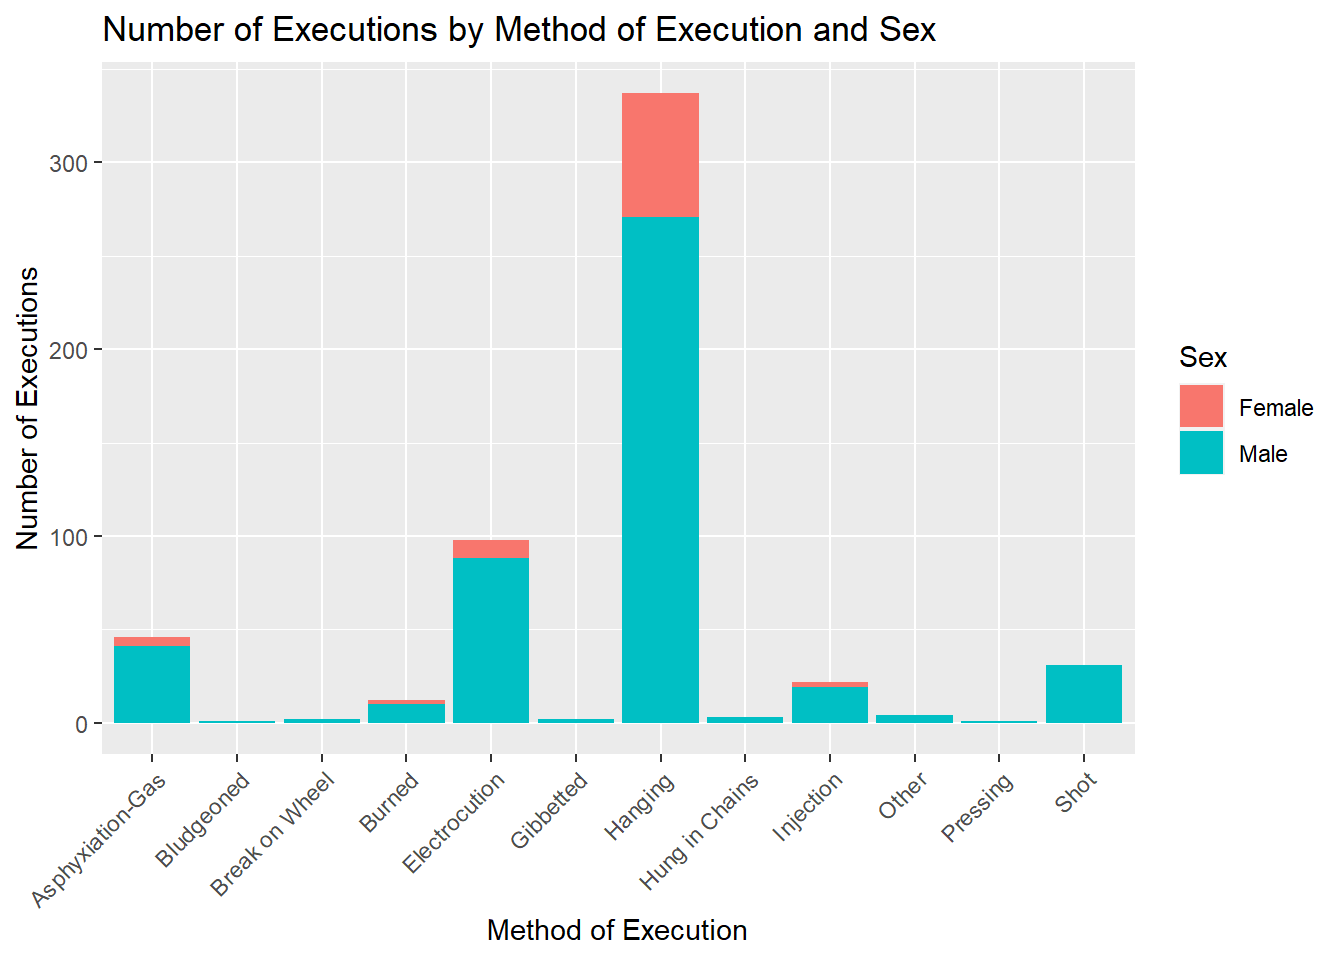 Number of Executions by Method of Execution and Sex
Number of Executions
300
200
100
0
Asphyxiation-Gas
Bludgeoned
Break on Wheel
Burned
Electrocution
Gibbetted
Hanging
Hung in Chains
Injection
Other
Pressing
Shot
Method of Execution
Sex
Female
Male